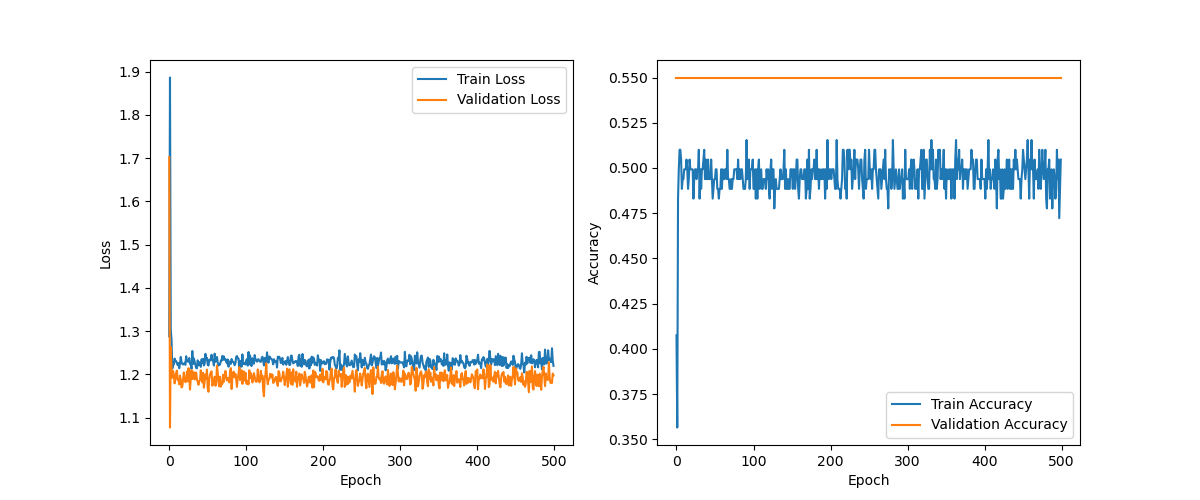 1.9
1.8
1.7
1.6
1.5
1.4
1.3
1.2
1.1
Loss
0 100 200 300 400 500
Epoch
Train Loss
Validation Loss
0.550
0.525
0.500
0.475
0.450
0.425
0.400
0.375
0.350
Accuracy
0 100 200 300 400 500
Epoch
Train Accuracy
Validation Accuracy